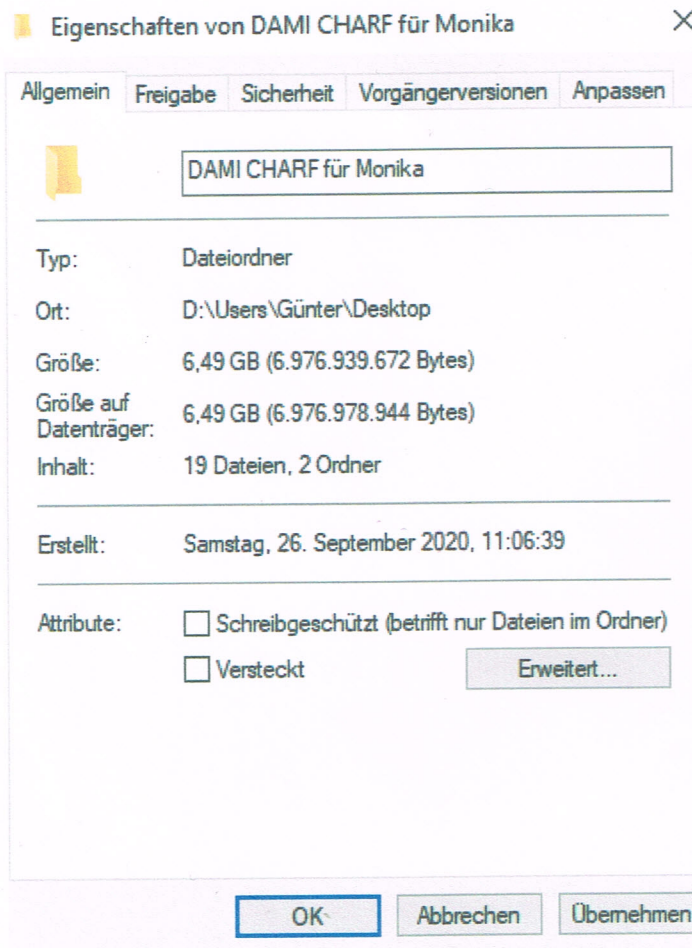 Eigenschaften von DAMI CHARF für Monika
Allgemein Freigabe Sicherheit Vorgängerversionen Anpassen
DAMI CHARF für Monika
Typ: Dateiordner
Ort: D:\Users\Günter\Desktop
Größe: 6,49 GB (6.976.939.672 Bytes)
Größe auf
Datenträger: 6,49 GB (6.976.978.944 Bytes)
Inhalt: 19 Dateien, 2 Ordner
Erstellt: Samstag, 26. September 2020, 11:06:39
Attribute: Schreibgeschützt (betrifft nur Dateien im Ordner)
Versteckt Erweitert...
OK Abbrechen Übernehmen